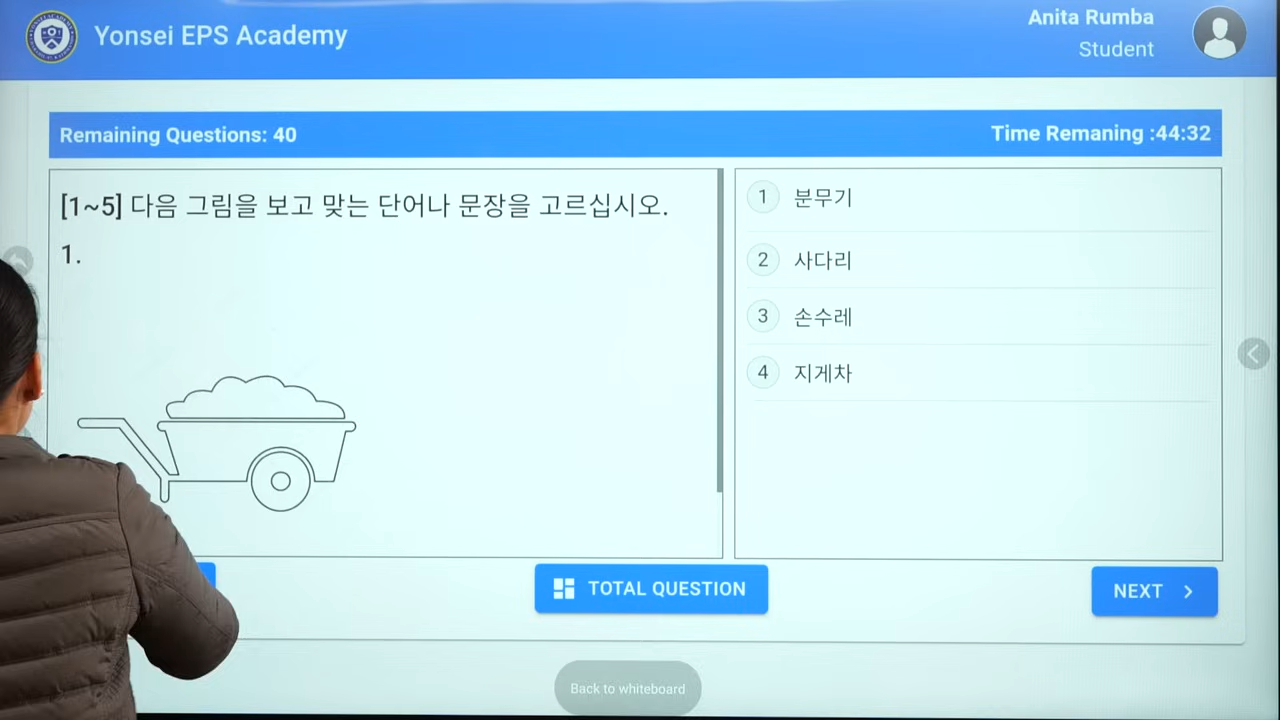 Yonsei EPS Academy
Anita Rumba
Student
Remaining Questions: 40
Time Remaning :44:32
[1~5] 다음 그림을 보고 맞는 단어나 문장을 고르십시오.
1.
1 분무기
2 사다리
3 손수레
4 지게차
TOTAL QUESTION
NEXT
Back to whiteboard